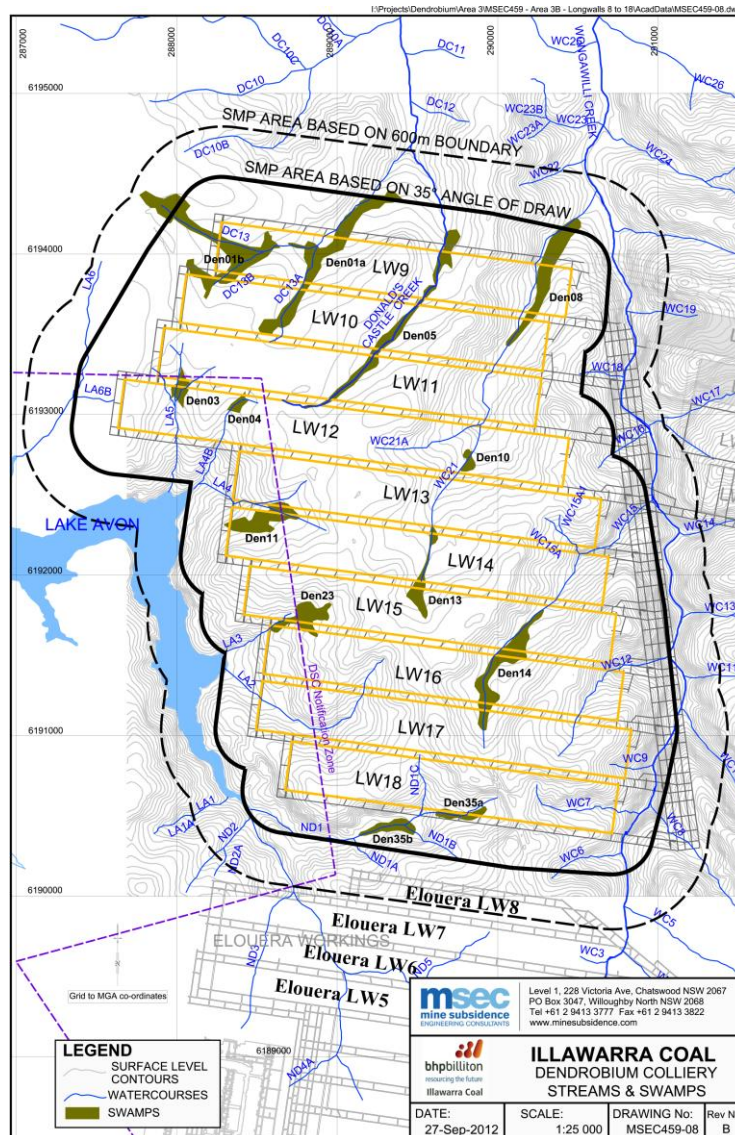 I:\Projects\Dendrobium\Area 3\MSEC459 - Area 3B - Longwalls 8 to 18\AcadData\MSEC459-08.dw
287000
288000
289000
290000
291000
6195000
6194000
6193000
6192000
6191000
6190000
6189000
DC10C
DC10A
DC11
WC25
WC26
DC10
DC12
WC23B
WC23
WC23A
WC24
WONGAWILLI CREEK
DC10B
WC22
SMP AREA BASED ON 600m BOUNDARY
SMP AREA BASED ON 35° ANGLE OF DRAW
DC13
Den01b
Den01a
LW9
Den08
LA6
DC13B
DC13A
LW10
DONALD'S
CASTLE CREEK
Den05
WC19
LW11
WC18
LA6B
Den03
LA5
Den04
WC17
LW12
WC16
LA4B
WC21A
Den10
WC21
LA4
LW13
WC15A1
WC15
LAKE AVON
Den11
WC14
WC15A
LW14
Den23
LW15
Den13
WC13
LA3
DSC Notification Zone
LW16
Den14
WC12
WC11
LA2
LW17
LW18
ND1C
WC9
WC7
LA1
LA1A
ND2
ND1
Den35a
Den35b
ND1B
WC8
ND2A
ND1A
WC6
Elouera LW8
Elouera LW7
WC5
ELOUERA WORKINGS
Elouera LW6
WC3
ND3
ND5
Elouera LW5
Grid to MGA co-ordinates
ND4A
LEGEND
SURFACE LEVEL
CONTOURS
WATERCOURSES
SWAMPS
msec
mine subsidence
ENGINEERING CONSULTANTS
Level 1, 228 Victoria Ave, Chatswood NSW 2067
PO Box 3047, Willoughby North NSW 2068
Tel +61 2 9413 3777 Fax +61 2 9413 3822
www.minesubsidence.com
bhpbilliton
resourcing the future
Illawarra Coal
ILLAWARRA COAL
DENDROBIUM COLLIERY
STREAMS & SWAMPS
DATE:
27-Sep-2012
SCALE:
1:25 000
DRAWING No:
MSEC459-08
Rev N
B